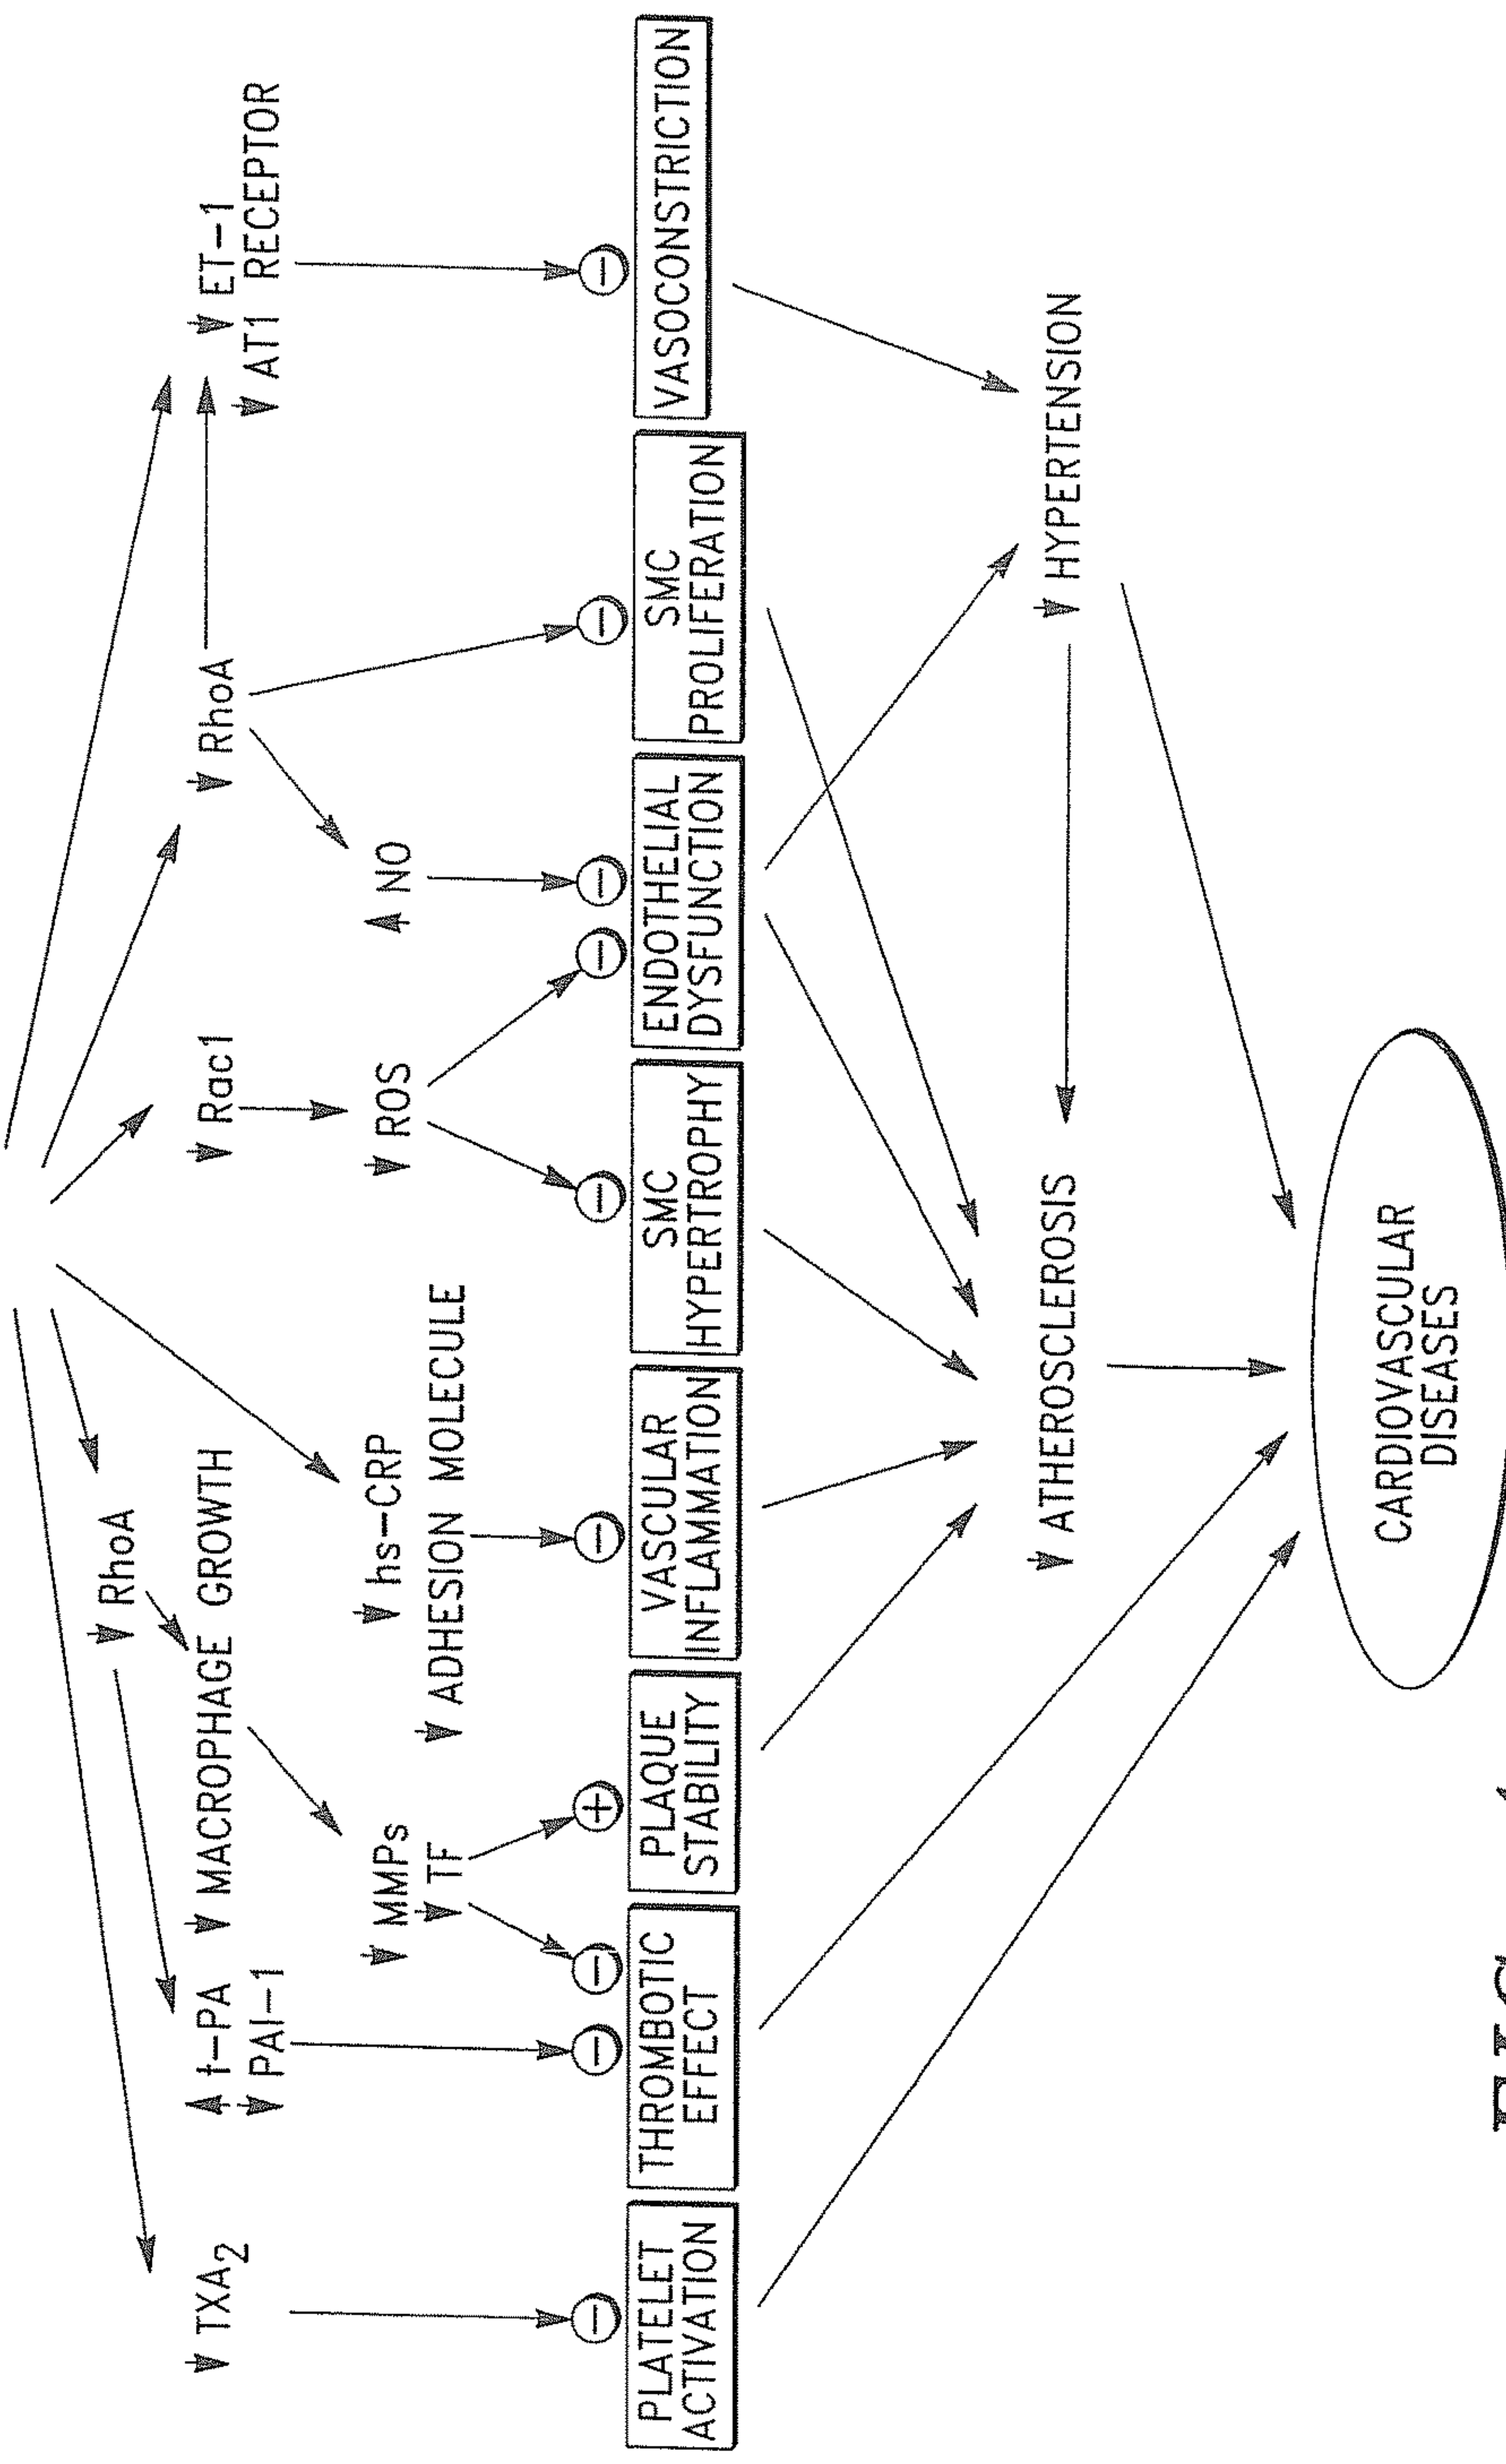 RhoA
TXA2
t-PA
PAI-1
MACROPHAGE GROWTH
Rac1
RhoA
ET-1
AT1 RECEPTOR
MMPs
TF
hs-CRP
ADHESION MOLECULE
ROS
NO
PLATELET
ACTIVATION
THROMBOTIC
EFFECT
PLAQUE
STABILITY
VASCULAR
INFLAMMATION
SMC
HYPERTROPHY
ENDOTHELIAL
DYSFUNCTION
SMC
PROLIFERATION
VASOCONSTRICTION
ATHEROSCLEROSIS
HYPERTENSION
CARDIOVASCULAR
DISEASES